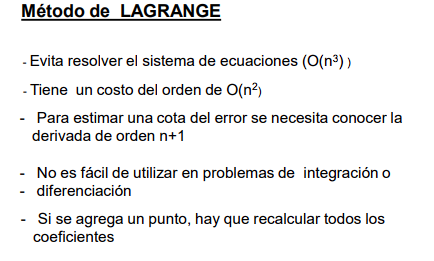 Método de LAGRANGE
- Evita resolver el sistema de ecuaciones (O(n³) )
- Tiene un costo del orden de O(n²)
- Para estimar una cota del error se necesita conocer la
derivada de orden n+1
- No es fácil de utilizar en problemas de integración o
- diferenciación
- Si se agrega un punto, hay que recalcular todos los
coeficientes